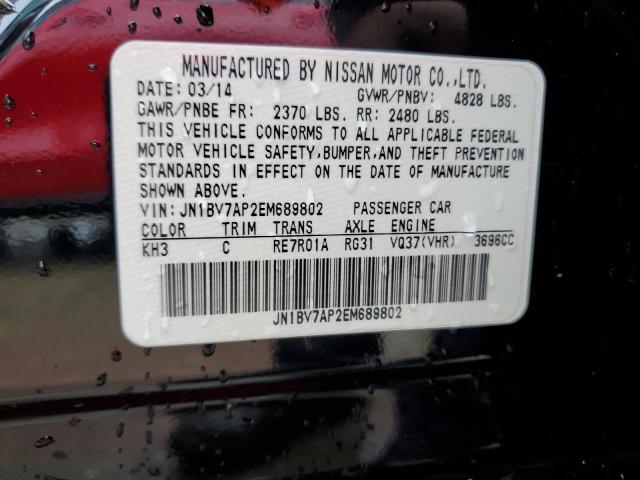 MANUFACTURED BY NISSAN MOTOR CO.,LTD.
DATE: 03/14 GVWR/PNBV: 4828 LBS.
GAWR/PNBE FR: 2370 LBS. RR: 2480 LBS.
THIS VEHICLE CONFORMS TO ALL APPLICABLE FEDERAL
MOTOR VEHICLE SAFETY,BUMPER,AND THEFT PREVENTION
STANDARDS IN EFFECT ON THE DATE OF MANUFACTURE
SHOWN ABOVE.
VIN:JN1BV7AP2EM689802 PASSENGER CAR
COLOR TRIM TRANS AXLE ENGINE
KH3 C RE7R01A RG31 VQ37(VHR) 3696CC
JN1BV7AP2EM689802